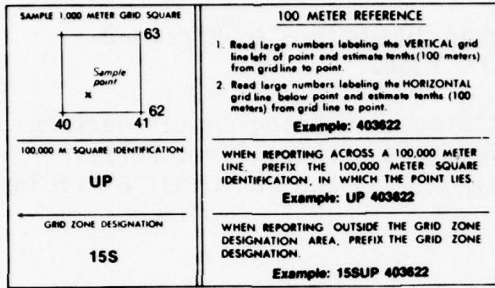 SAMPLE 1,000 METER GRID SQUARE
63
Sample
point
62
40 41
100,000 M. SQUARE IDENTIFICATION
UP
GRID ZONE DESIGNATION
15S
100 METER REFERENCE
1. Read large numbers labeling the VERTICAL grid
line left of point and estimate tenths (100 meters)
from grid line to point.
2. Read large numbers labeling the HORIZONTAL
grid line below point and estimate tenths (100
meters) from grid line to point.
Example: 403622
WHEN REPORTING ACROSS A 100,000 METER
LINE, PREFIX THE 100,000 METER SQUARE
IDENTIFICATION, IN WHICH THE POINT LIES.
Example: UP 403622
WHEN REPORTING OUTSIDE THE GRID ZONE
DESIGNATION AREA, PREFIX THE GRID ZONE
DESIGNATION.
Example: 15SUP 403622